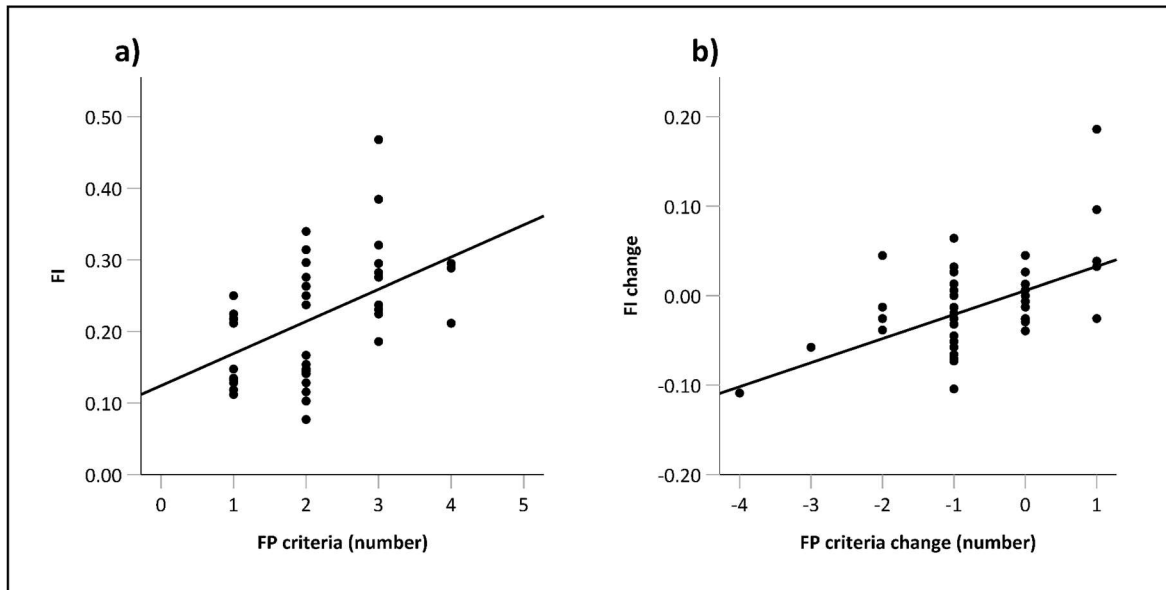 a)
0.50
0.40
0.30
0.20
0.10
0.00
FI
0 1 2 3 4 5
FP criteria (number)
b)
0.20
0.10
0.00
-0.10
-0.20
FI change
-4 -3 -2 -1 0 1
FP criteria change (number)